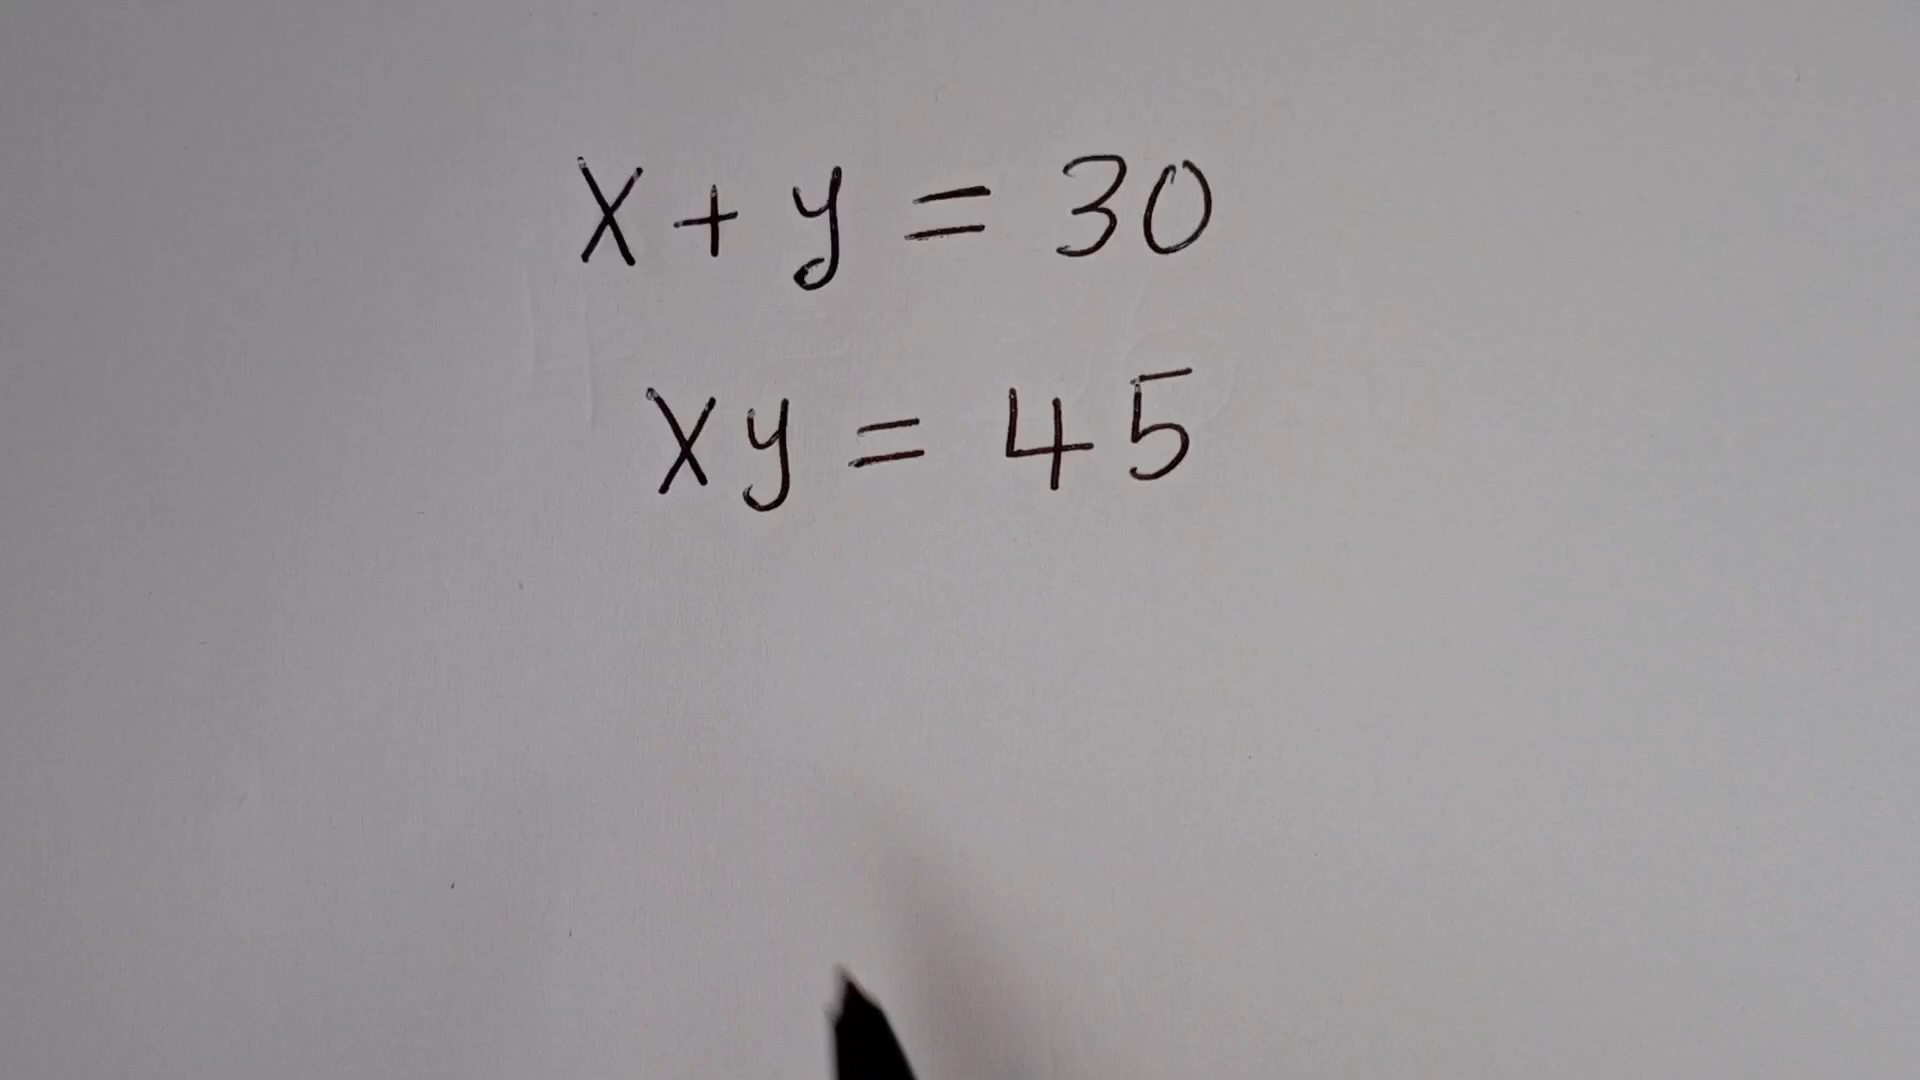 x + y = 30
xy = 45